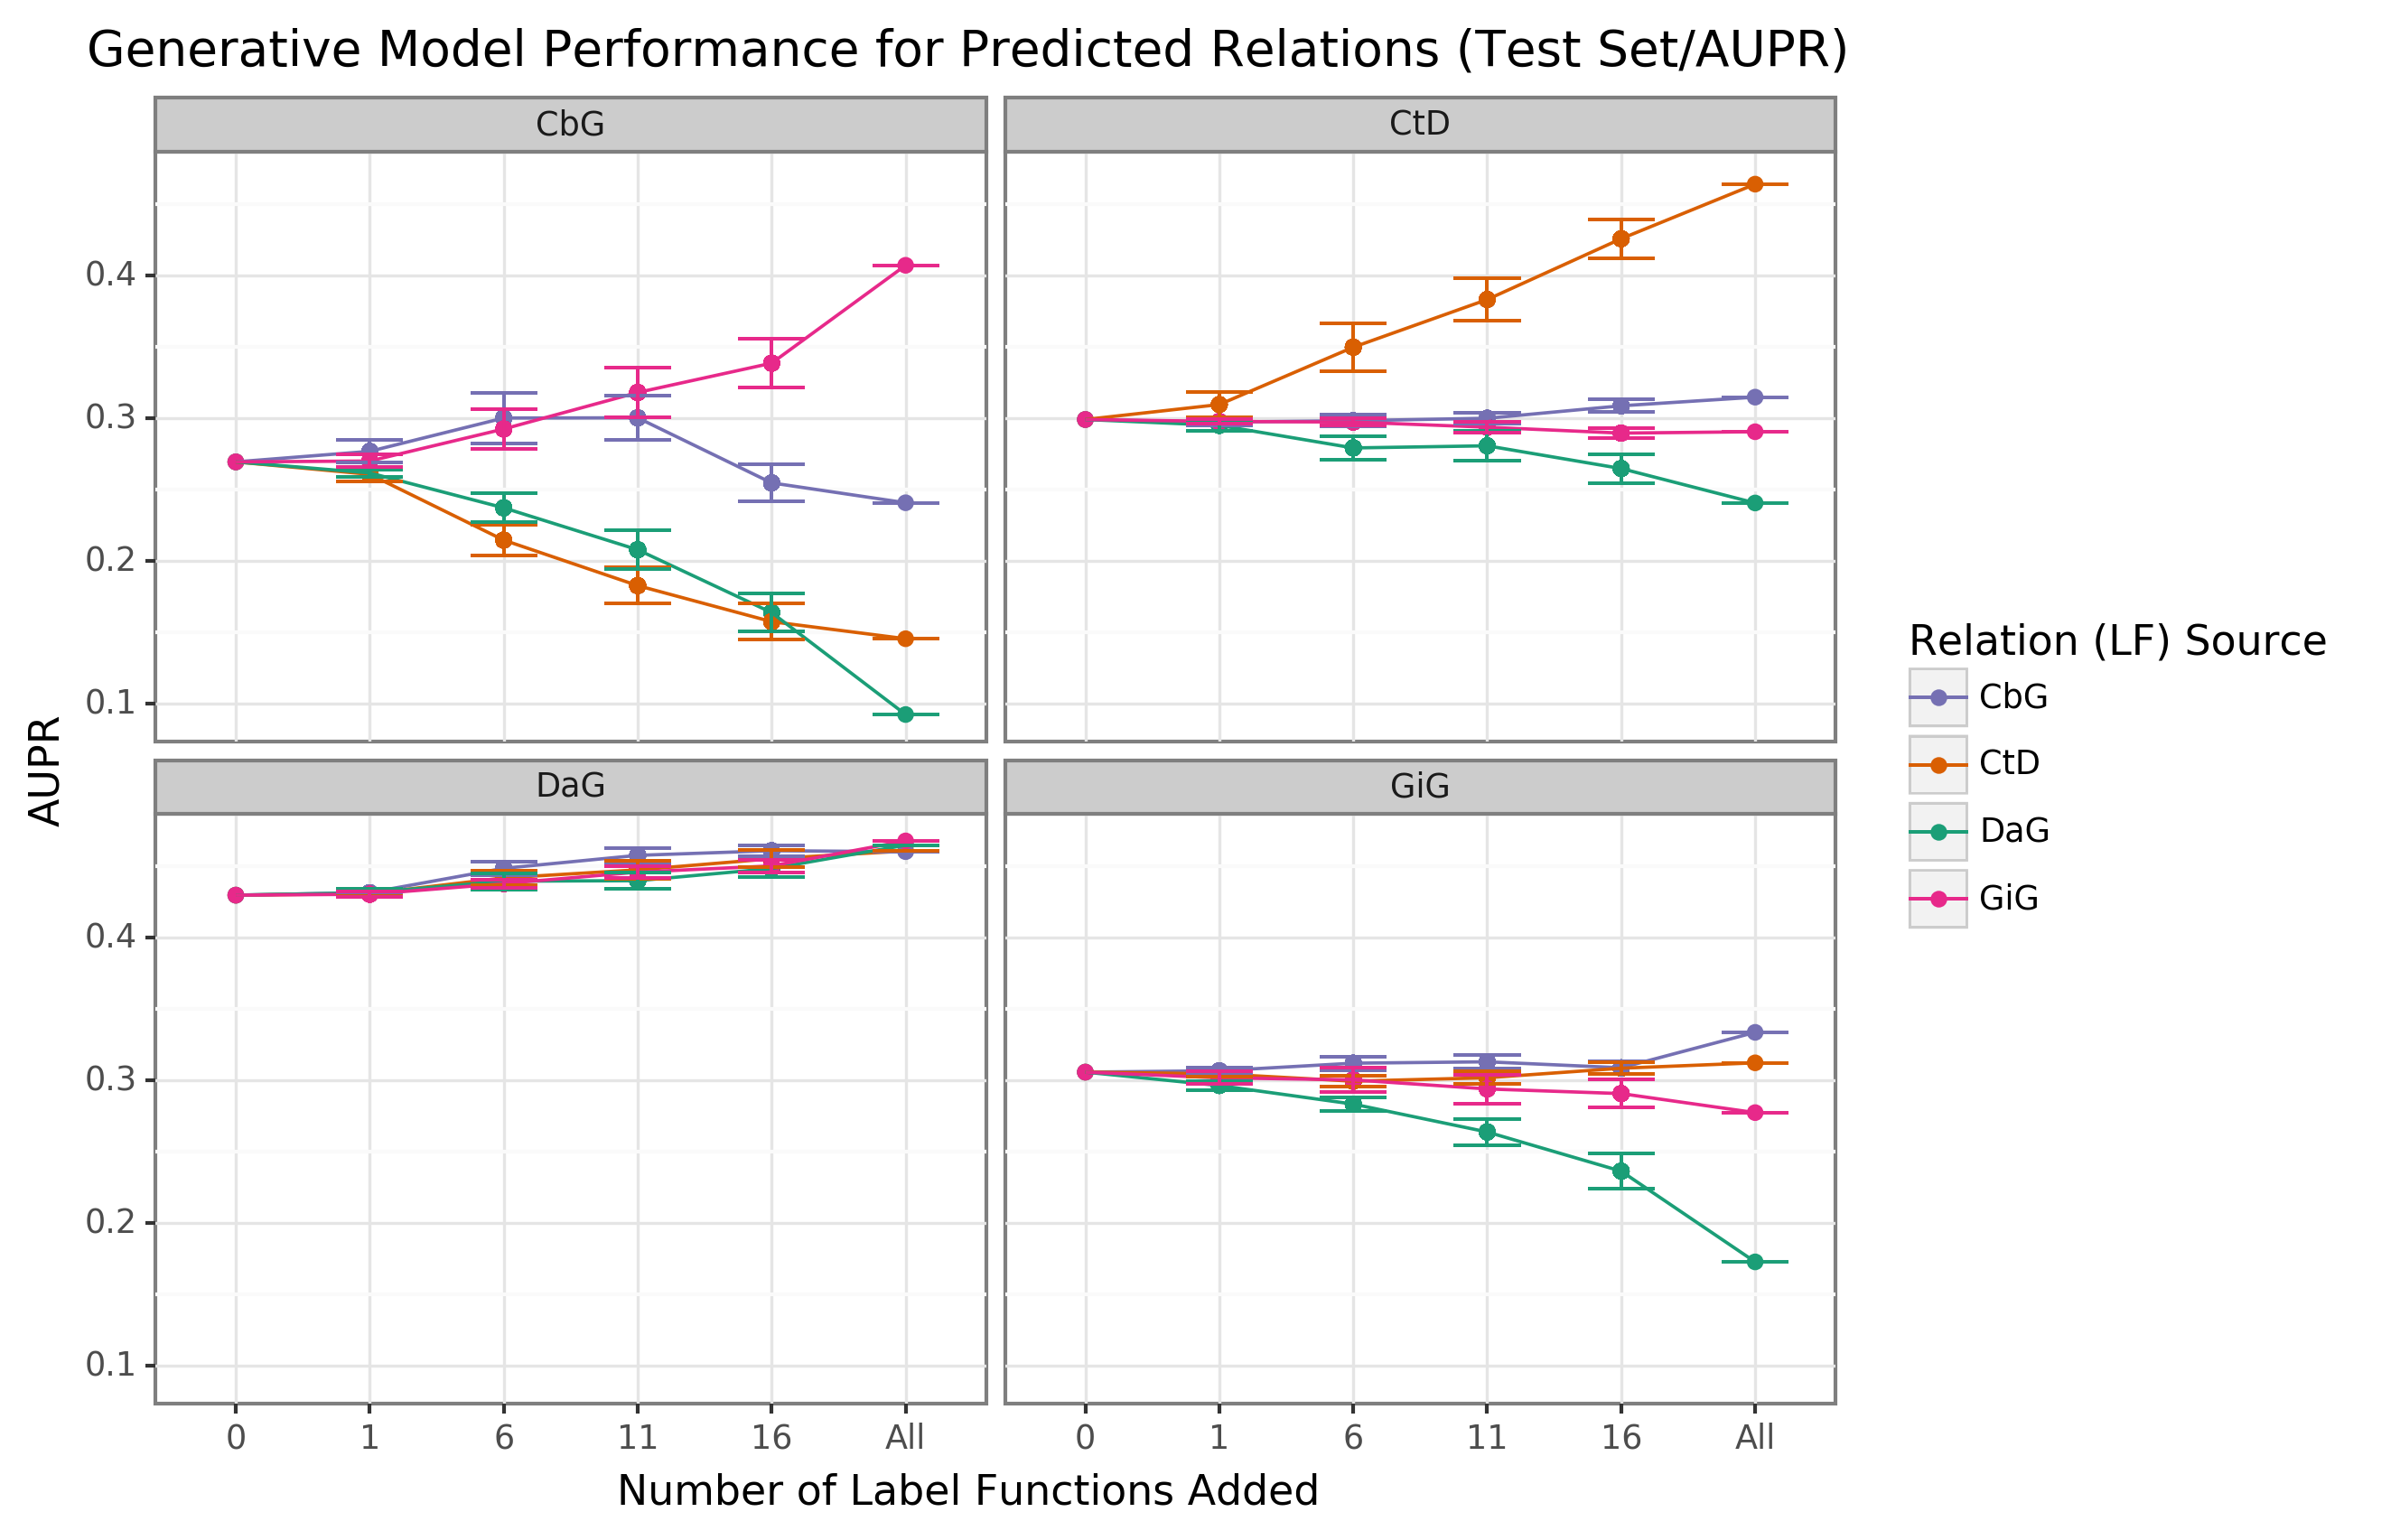 Generative Model Performance for Predicted Relations (Test Set/AUPR)
CbG
CtD
0.4
0.3
0.2
0.1
DaG
GiG
0.4
0.3
0.2
0.1
AUPR
0 1 6 11 16 All
0 1 6 11 16 All
Number of Label Functions Added
Relation (LF) Source
CbG
CtD
DaG
GiG